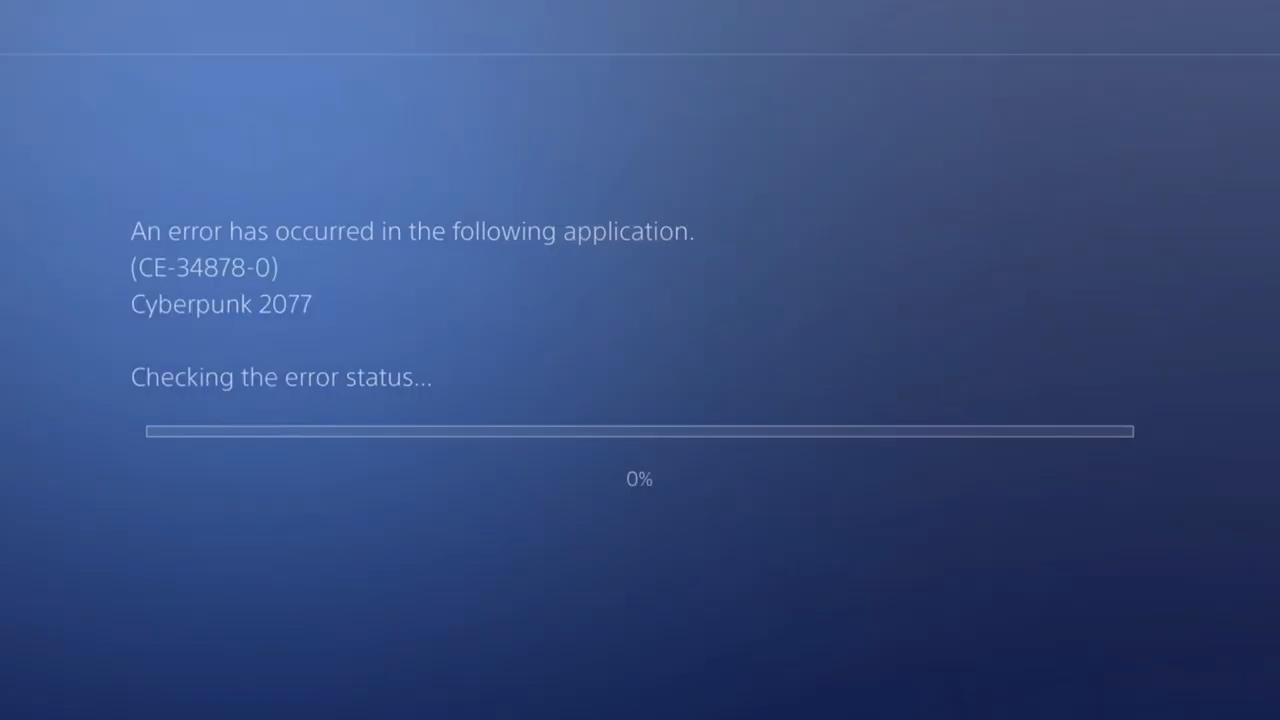 An error has occurred in the following application.
(CE-34878-0)
Cyberpunk 2077
Checking the error status...
0%